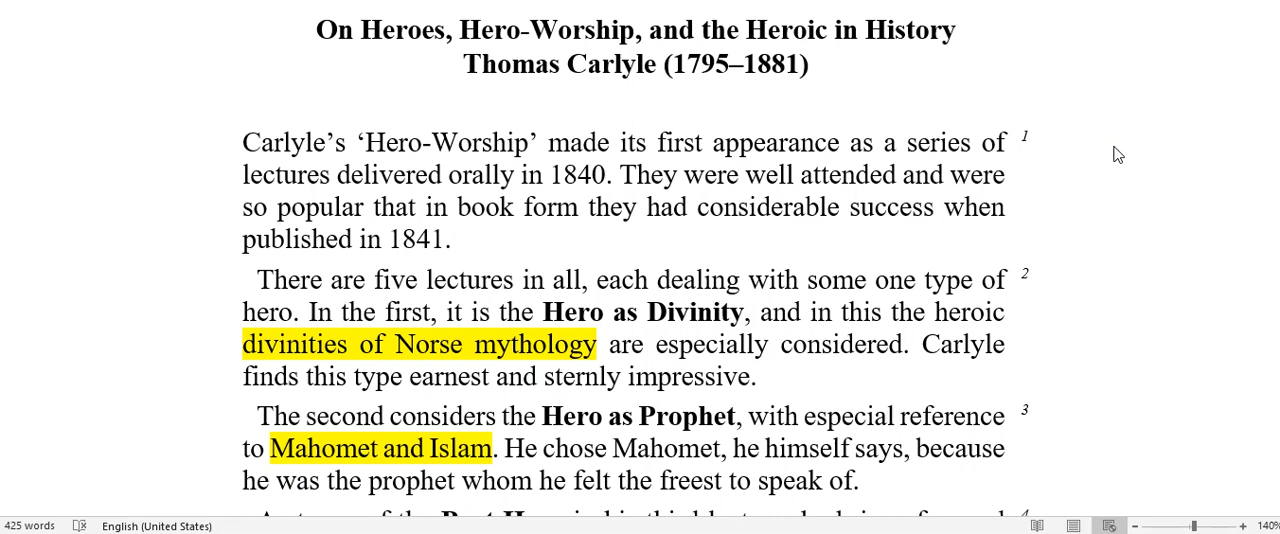 On Heroes, Hero-Worship, and the Heroic in History
Thomas Carlyle (1795–1881)
Carlyle’s ‘Hero-Worship’ made its first appearance as a series of 1
lectures delivered orally in 1840. They were well attended and were
so popular that in book form they had considerable success when
published in 1841.
There are five lectures in all, each dealing with some one type of 2
hero. In the first, it is the Hero as Divinity, and in this the heroic
divinities of Norse mythology are especially considered. Carlyle
finds this type earnest and sternly impressive.
The second considers the Hero as Prophet, with especial reference 3
to Mahomet and Islam. He chose Mahomet, he himself says, because
he was the prophet whom he felt the freest to speak of.
425 words English (United States) 140%